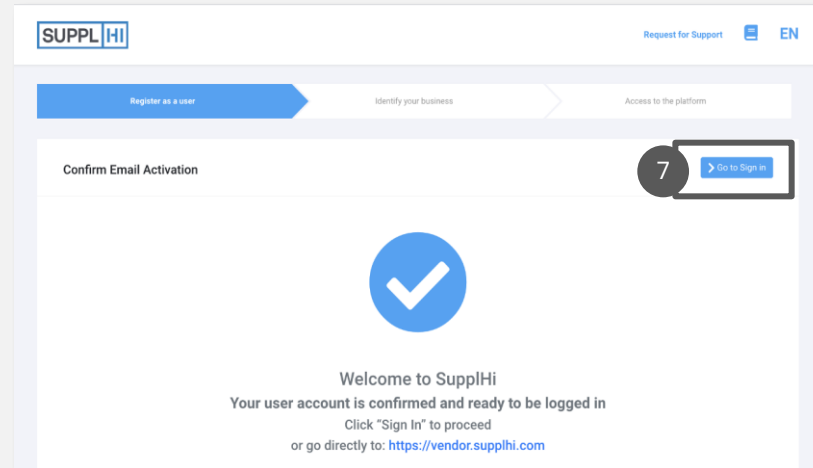 SUPPLHI
Request for Support
EN
Register as a user
Identify your business
Access to the platform
Confirm Email Activation
7
Go to Sign in
Welcome to SupplHi
Your user account is confirmed and ready to be logged in
Click "Sign In" to proceed
or go directly to: https://vendor.supplhi.com